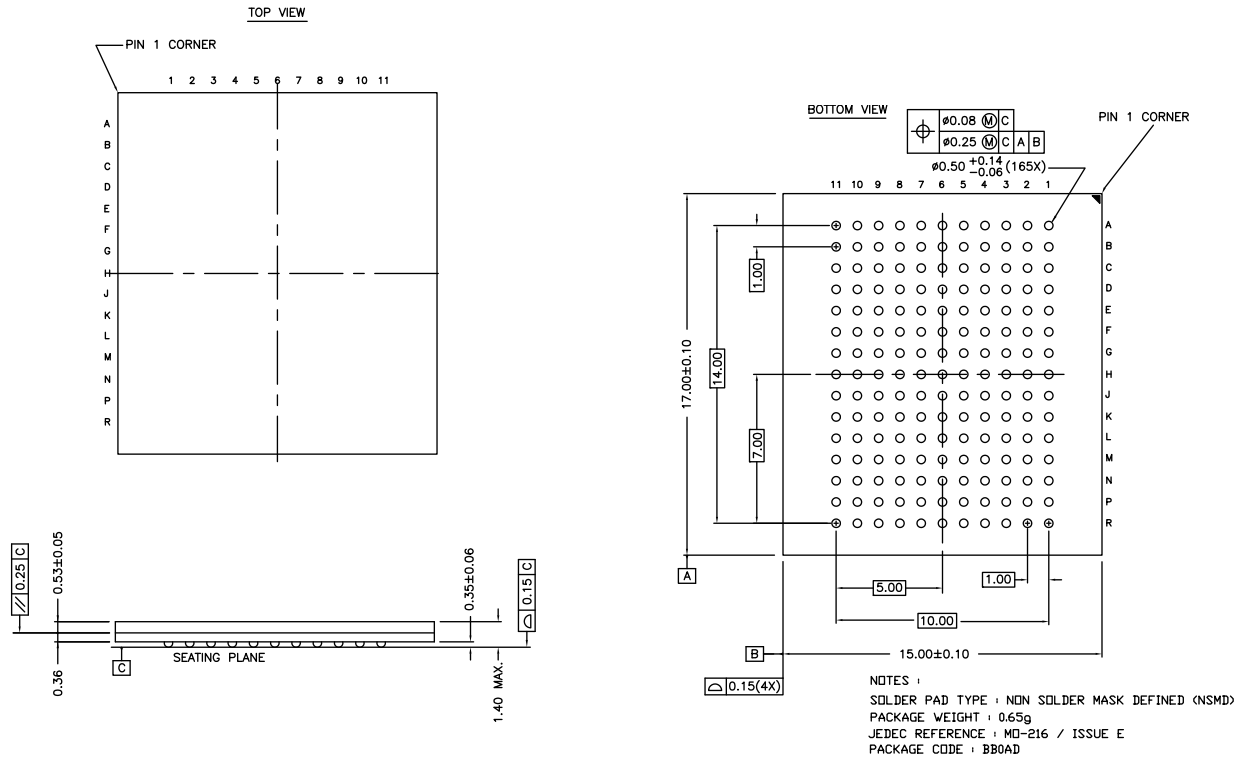 TOP VIEW
PIN 1 CORNER
1 2 3 4 5 6 7 8 9 10 11
A
B
C
D
E
F
G
H
J
K
L
M
N
P
R
BOTTOM VIEW
⌖ ø0.08 Ⓜ C
ø0.25 Ⓜ C A B
PIN 1 CORNER
ø0.50 +0.14 -0.06 (165X)
11 10 9 8 7 6 5 4 3 2 1
A
B
C
D
E
F
G
H
J
K
L
M
N
P
R
1.00
14.00
17.00±0.10
7.00
A
5.00
1.00
10.00
B
15.00±0.10
⌓ 0.15(4X)
// 0.25 C
0.53±0.05
0.36
C
SEATING PLANE
0.35±0.06
⌓ 0.15 C
1.40 MAX.
NOTES :
SOLDER PAD TYPE : NON SOLDER MASK DEFINED (NSMD)
PACKAGE WEIGHT : 0.65g
JEDEC REFERENCE : MO-216 / ISSUE E
PACKAGE CODE : BB0AD